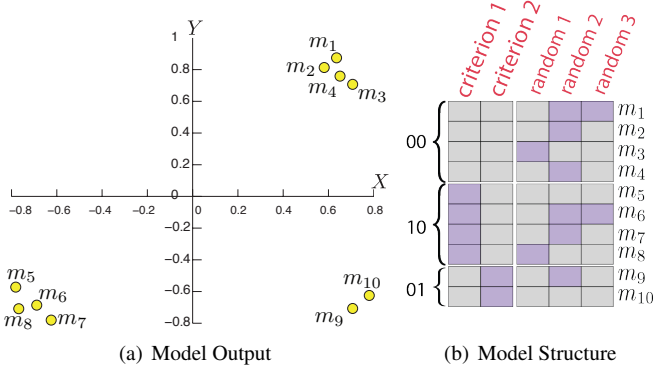 Y
1
0.8
0.6
0.4
0.2
0
−0.2
−0.4
−0.6
−0.8
X
−0.8 −0.6 −0.4 −0.2 0 0.2 0.4 0.6 0.8
m1
m2
m4
m3
m5
m6
m8
m7
m10
m9
(a) Model Output
criterion 1
criterion 2
random 1
random 2
random 3
00
10
01
m1
m2
m3
m4
m5
m6
m7
m8
m9
m10
(b) Model Structure